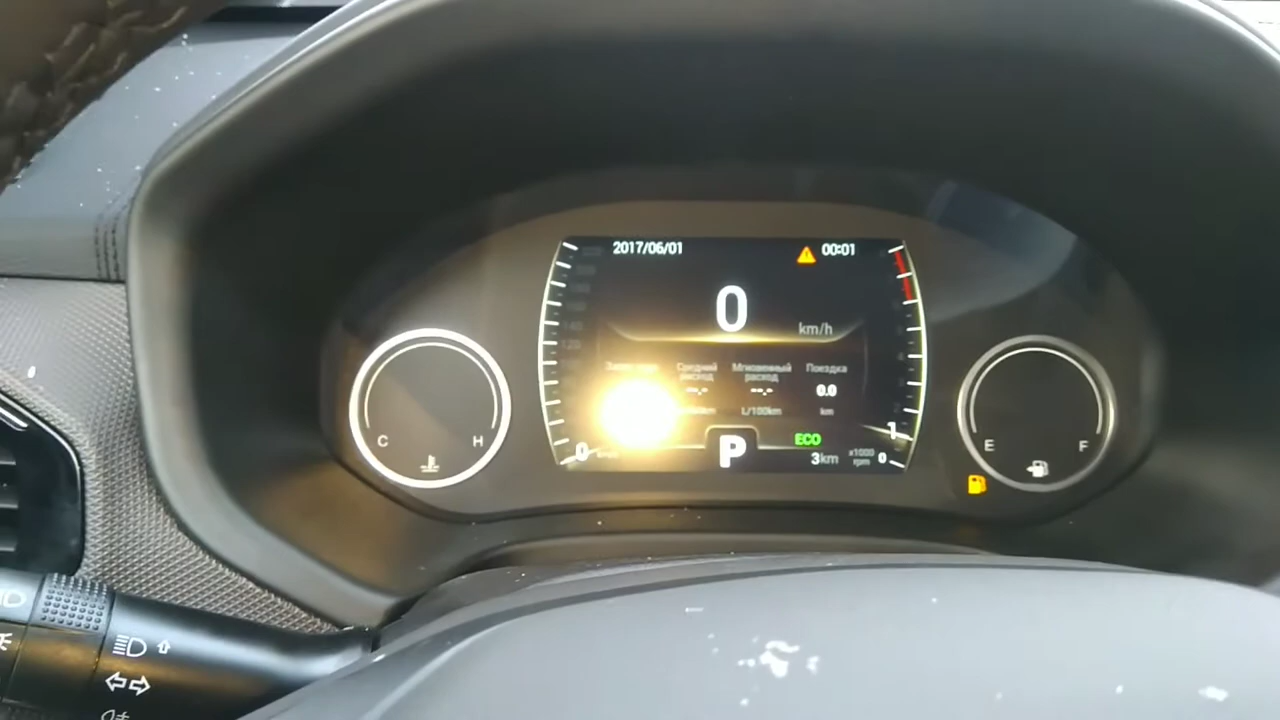 2017/06/01
00:01
0
km/h
Средний
расход
Мгновенный
расход
Поездка
--.-
--.-
0.0
L/100km
km
0
P
ECO
3km
1
x1000
rpm
0
C
H
E
F